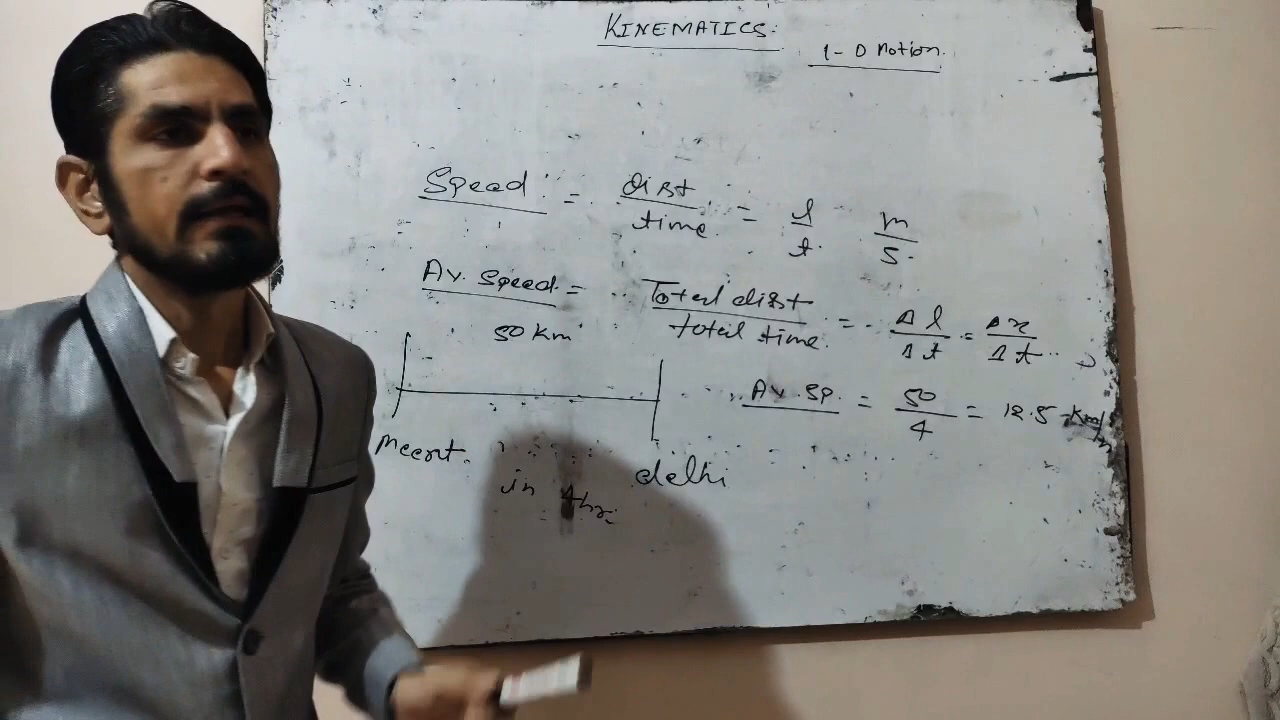 KINEMATICS:
1-D Motion.
Speed = dist/time = l/t m/s.
Av. Speed = Total dist/total time = Δl/Δt = Δx/Δt
50 Km
Av. Sp. = 50/4 = 12.5 Km/h
Meerut. delhi
in 4hr.